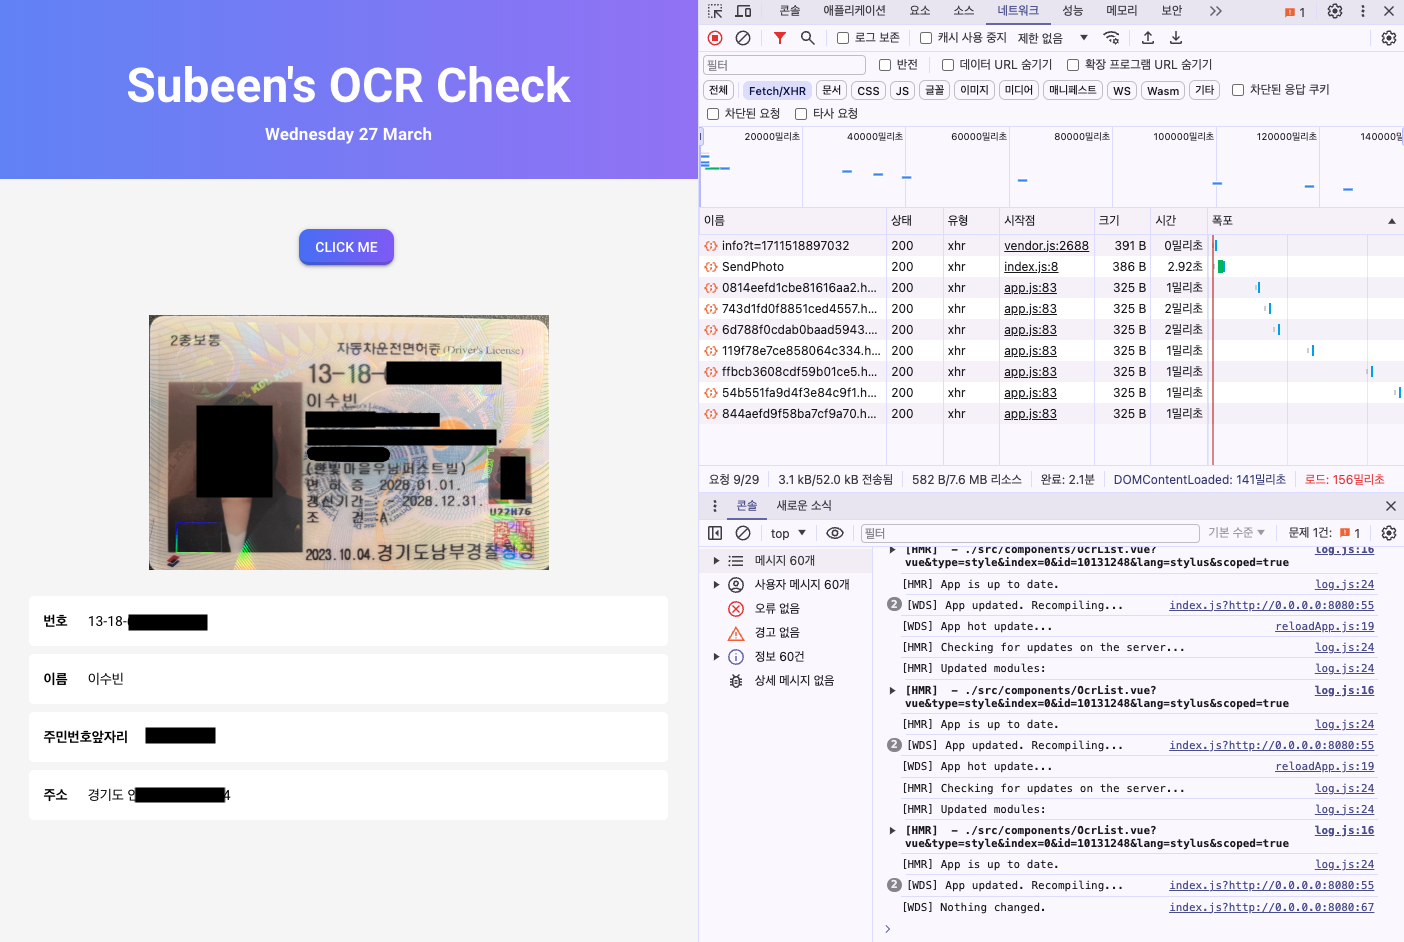 Subeen's OCR Check
Wednesday 27 March
CLICK ME
2종보통
자동차운전면허증 (Driver's License)
13-18-
이수빈
(한빛마을우남퍼스트빌)
면 허 증 2028.01.01.
갱신기간: ~ 2028.12.31.
조 건:A
U22H76
2023.10.04. 경기도남부경찰청장
번호 13-18-
이름 이수빈
주민번호앞자리
주소 경기도 4
콘솔 애플리케이션 요소 소스 네트워크 성능 메모리 보안 1
로그 보존 캐시 사용 중지 제한 없음
필터 반전 데이터 URL 숨기기 확장 프로그램 URL 숨기기
전체 Fetch/XHR 문서 CSS JS 글꼴 이미지 미디어 매니페스트 WS Wasm 기타 차단된 응답 쿠키
차단된 요청 타사 요청
20000밀리초 40000밀리초 60000밀리초 80000밀리초 100000밀리초 120000밀리초 140000밀
이름 상태 유형 시작점 크기 시간 폭포
info?t=1711518897032 200 xhr vendor.js:2688 391 B 0밀리초
SendPhoto 200 xhr index.js:8 386 B 2.92초
0814eefd1cbe81616aa2.h... 200 xhr app.js:83 325 B 1밀리초
743d1fd0f8851ced4557.h... 200 xhr app.js:83 325 B 2밀리초
6d788f0cdab0baad5943.... 200 xhr app.js:83 325 B 2밀리초
119f78e7ce858064c334.h... 200 xhr app.js:83 325 B 1밀리초
ffbcb3608cdf59b01ce5.h... 200 xhr app.js:83 325 B 1밀리초
54b551fa9d4f3e84c9f1.h... 200 xhr app.js:83 325 B 1밀리초
844aefd9f58ba7cf9a70.h... 200 xhr app.js:83 325 B 1밀리초
요청 9/29 3.1 kB/52.0 kB 전송됨 582 B/7.6 MB 리소스 완료: 2.1분 DOMContentLoaded: 141밀리초 로드: 156밀리초
콘솔 새로운 소식
top 필터 기본 수준 문제 1건: 1
메시지 60개
사용자 메시지 60개
오류 없음
경고 없음
정보 60건
상세 메시지 없음
[HMR] - ./src/components/OcrList.vue? log.js:16
vue&type=style&index=0&id=10131248&lang=stylus&scoped=true
[HMR] App is up to date. log.js:24
2 [WDS] App updated. Recompiling... index.js?http://0.0.0.0:8080:55
[WDS] App hot update... reloadApp.js:19
[HMR] Checking for updates on the server... log.js:24
[HMR] Updated modules: log.js:24
[HMR] - ./src/components/OcrList.vue? log.js:16
vue&type=style&index=0&id=10131248&lang=stylus&scoped=true
[HMR] App is up to date. log.js:24
2 [WDS] App updated. Recompiling... index.js?http://0.0.0.0:8080:55
[WDS] App hot update... reloadApp.js:19
[HMR] Checking for updates on the server... log.js:24
[HMR] Updated modules: log.js:24
[HMR] - ./src/components/OcrList.vue? log.js:16
vue&type=style&index=0&id=10131248&lang=stylus&scoped=true
[HMR] App is up to date. log.js:24
2 [WDS] App updated. Recompiling... index.js?http://0.0.0.0:8080:55
[WDS] Nothing changed. index.js?http://0.0.0.0:8080:67